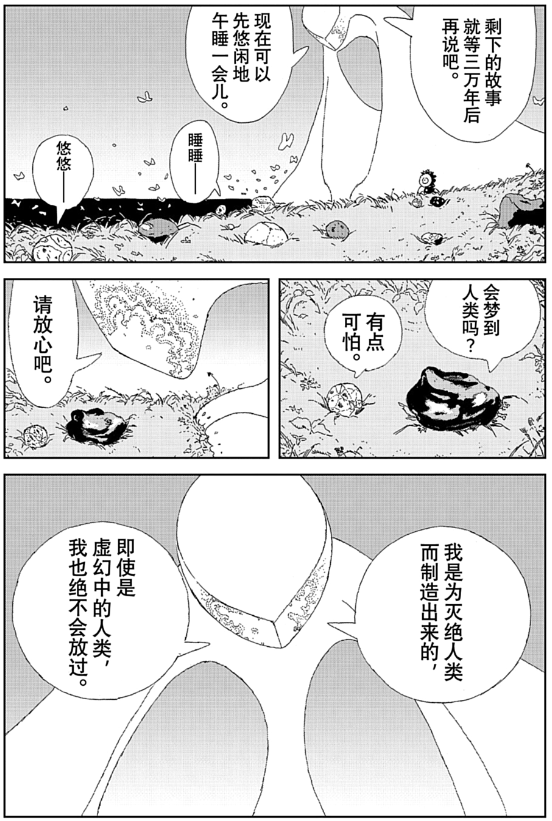 剩下的故事
就等三万年后
再说吧。
现在可以
先悠闲地
午睡一会儿。
睡睡——
悠悠——
会梦到
人类吗？
有点
可怕。
请放心吧。
我是为灭绝人类
而制造出来的，
即使是
虚幻中的人类，
我也绝不会放过。